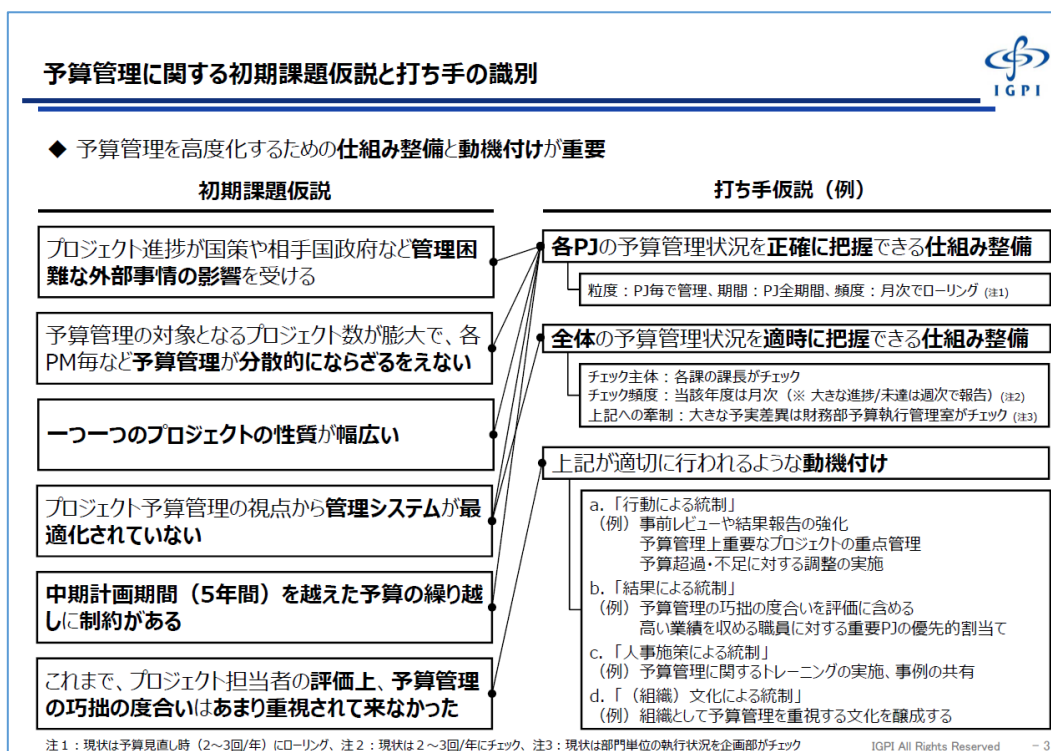 予算管理に関する初期課題仮説と打ち手の識別
IGPI
◆ 予算管理を高度化するための仕組み整備と動機付けが重要
初期課題仮説
プロジェクト進捗が国策や相手国政府など管理困
難な外部事情の影響を受ける
予算管理の対象となるプロジェクト数が膨大で、各
PM毎など予算管理が分散的にならざるをえない
一つ一つのプロジェクトの性質が幅広い
プロジェクト予算管理の視点から管理システムが最
適化されていない
中期計画期間（5年間）を越えた予算の繰り越
しに制約がある
これまで、プロジェクト担当者の評価上、予算管理
の巧拙の度合いはあまり重視されて来なかった
打ち手仮説（例）
各PJの予算管理状況を正確に把握できる仕組み整備
粒度：PJ毎で管理、期間：PJ全期間、頻度：月次でローリング (注1)
全体の予算管理状況を適時に把握できる仕組み整備
チェック主体：各課の課長がチェック
チェック頻度：当該年度は月次（※ 大きな進捗/未達は週次で報告）(注2)
上記への牽制：大きな予実差異は財務部予算執行管理室がチェック (注3)
上記が適切に行われるような動機付け
a. 「行動による統制」
（例）事前レビューや結果報告の強化
予算管理上重要なプロジェクトの重点管理
予算超過・不足に対する調整の実施
b. 「結果による統制」
（例）予算管理の巧拙の度合いを評価に含める
高い業績を収める職員に対する重要PJの優先的割当て
c. 「人事施策による統制」
（例）予算管理に関するトレーニングの実施、事例の共有
d. 「（組織）文化による統制」
（例）組織として予算管理を重視する文化を醸成する
注1：現状は予算見直し時（2～3回/年）にローリング、注2：現状は2～3回/年にチェック、注3：現状は部門単位の執行状況を企画部がチェック
IGPI All Rights Reserved - 3